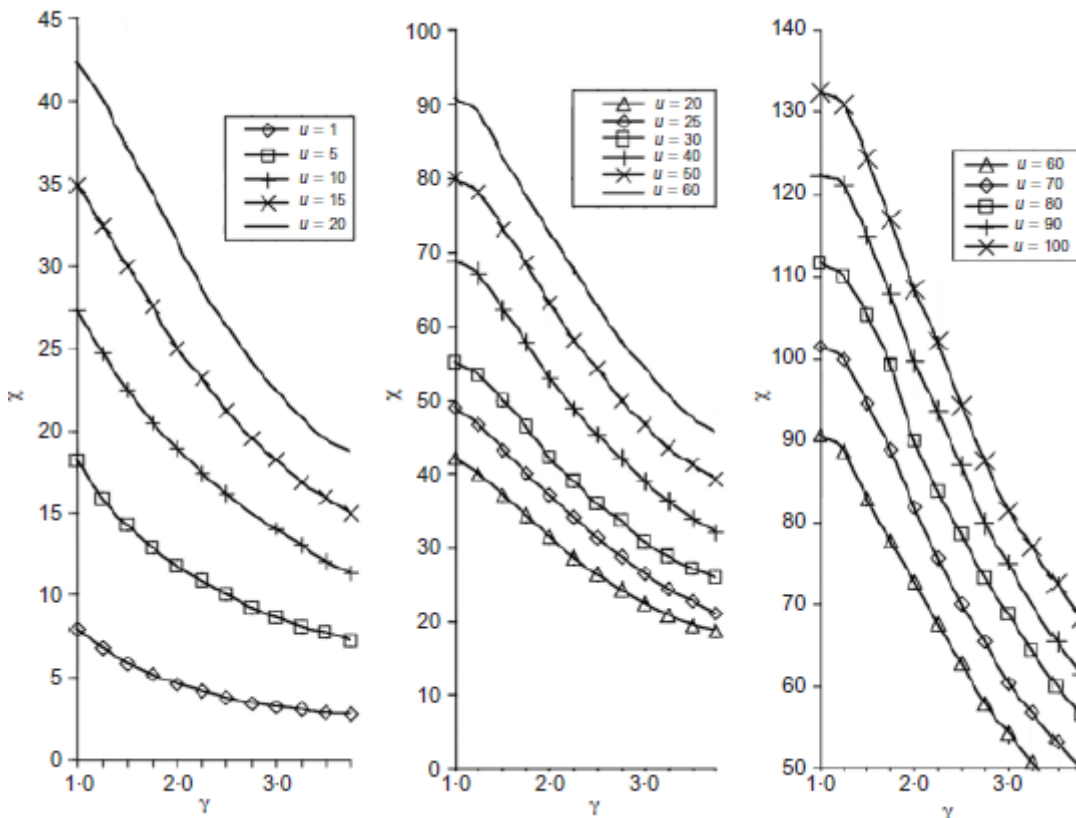 45
40
35
30
25
20
15
10
5
0
χ
1·0
2·0
3·0
γ
u = 1
u = 5
u = 10
u = 15
u = 20
100
90
80
70
60
50
40
30
20
10
0
χ
1·0
2·0
3·0
γ
u = 20
u = 25
u = 30
u = 40
u = 50
u = 60
140
130
120
110
100
90
80
70
60
50
χ
1·0
2·0
3·0
γ
u = 60
u = 70
u = 80
u = 90
u = 100